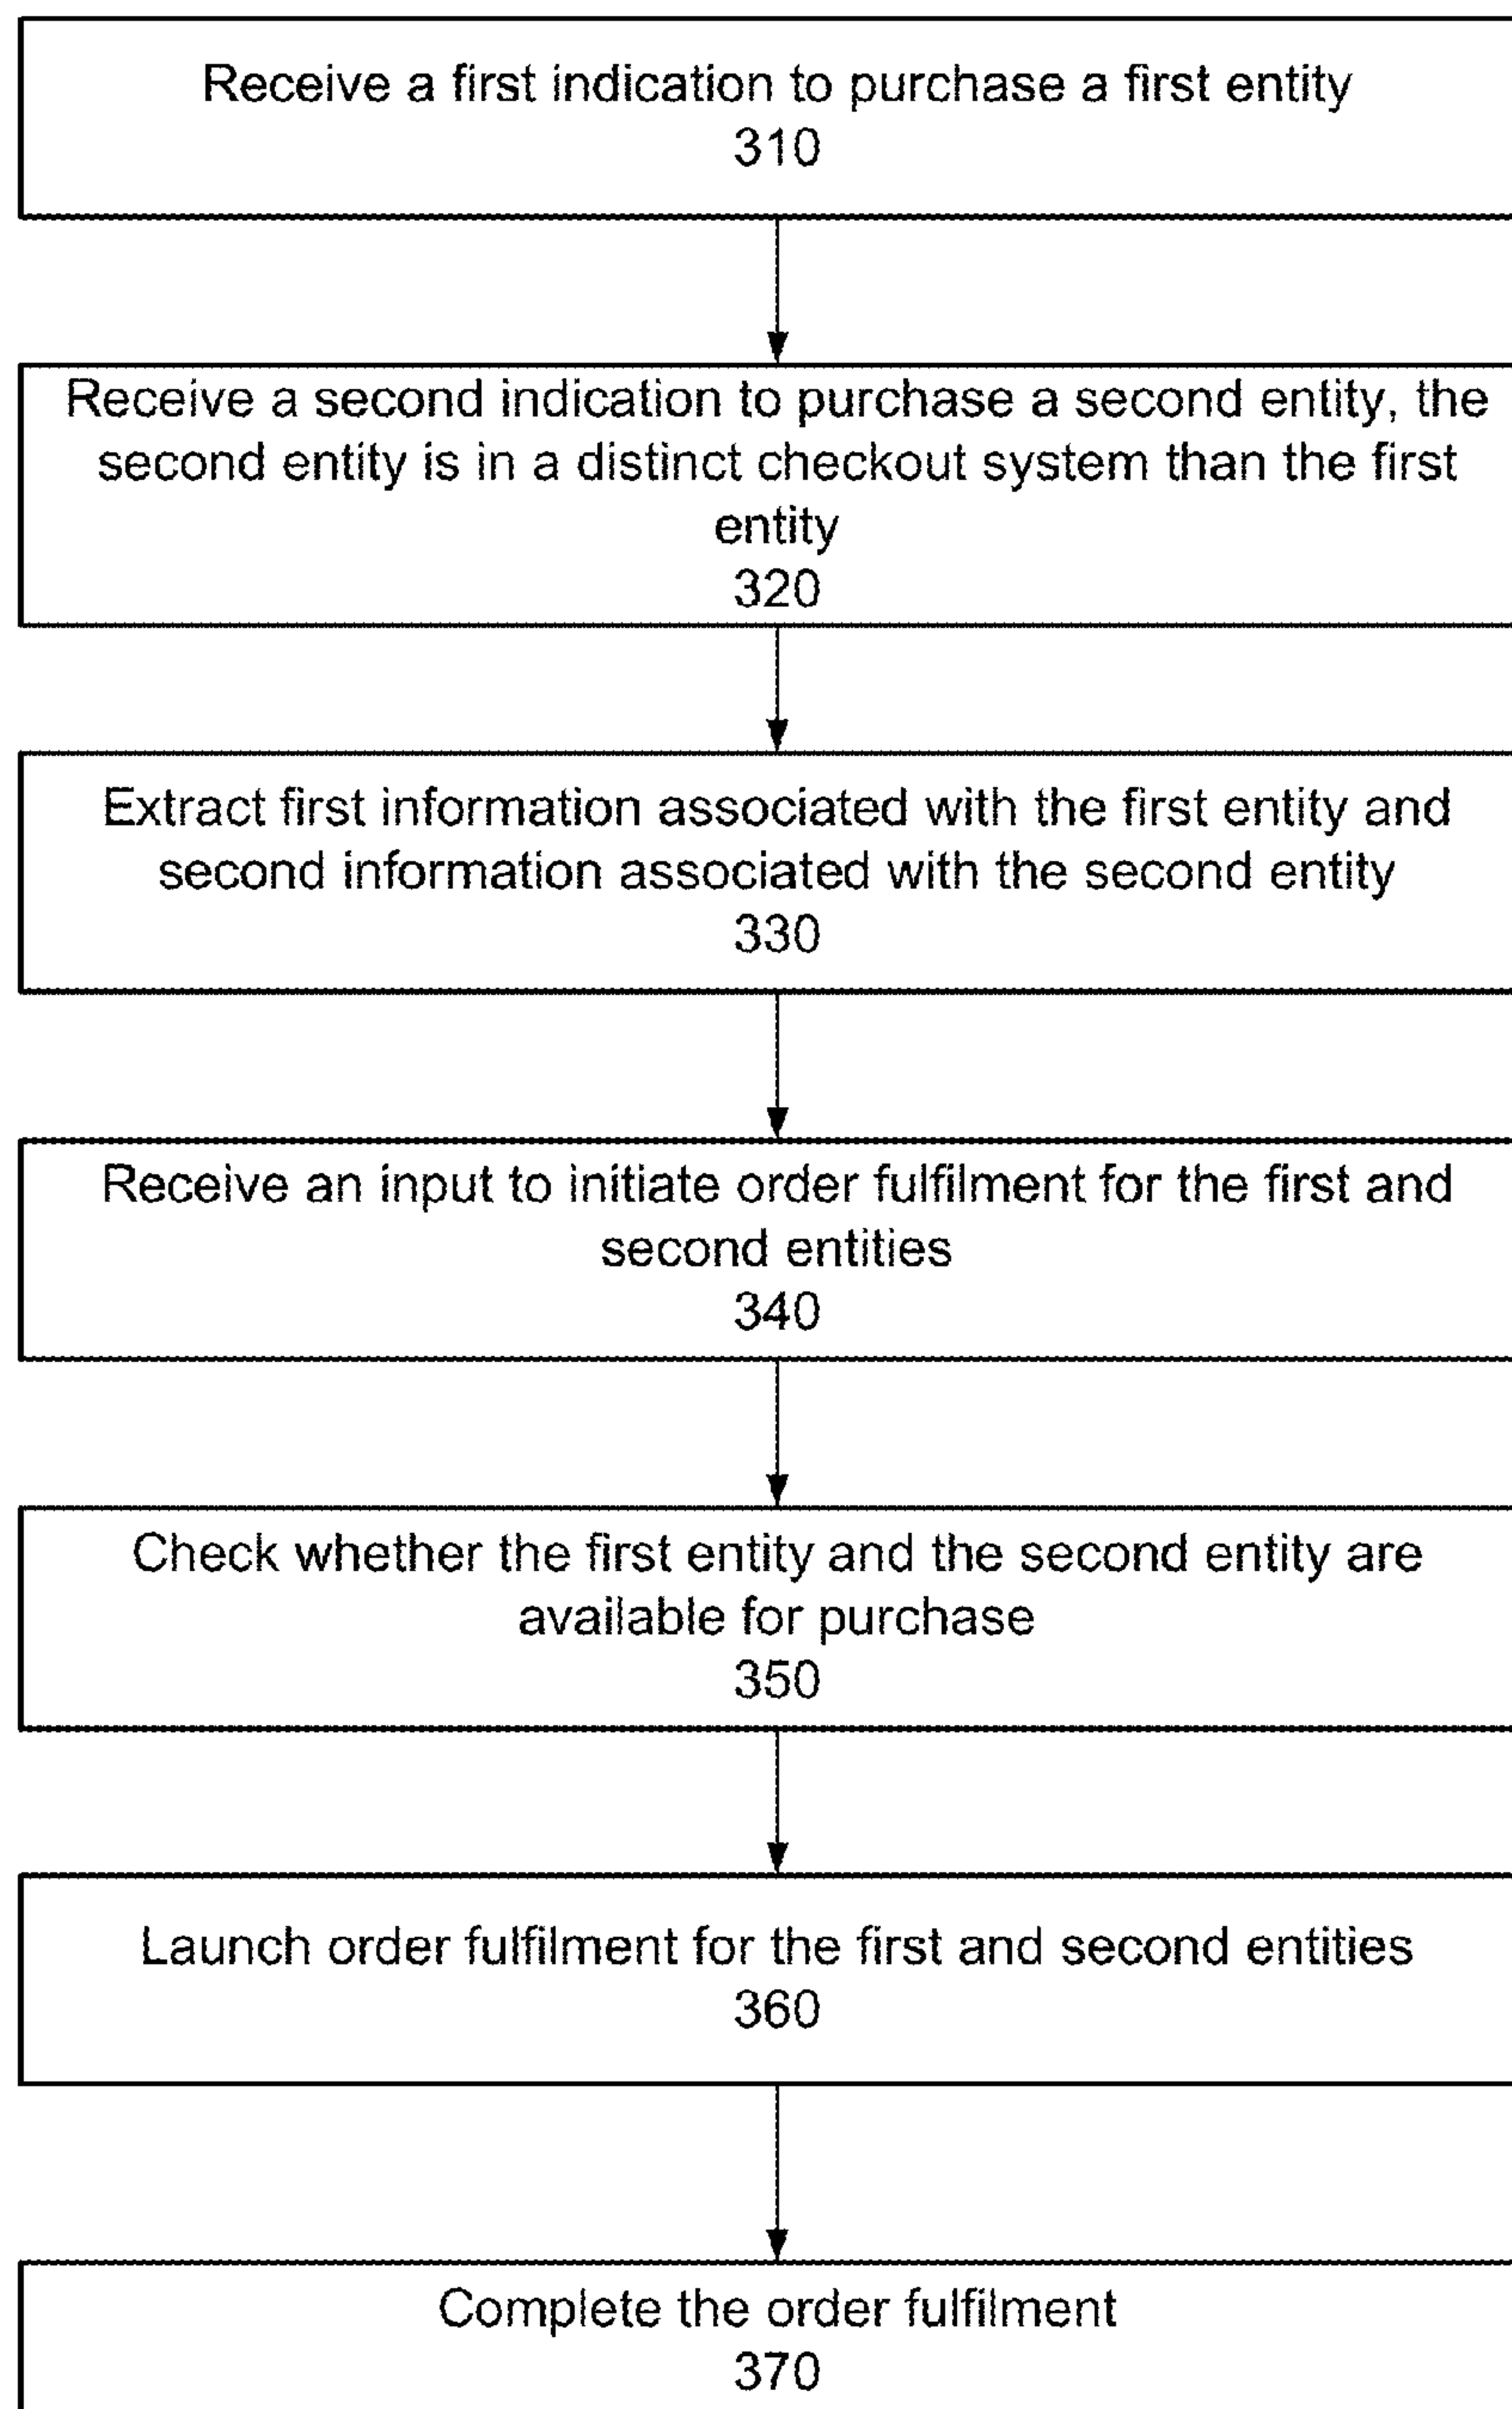 Receive a first indication to purchase a first entity
310
Receive a second indication to purchase a second entity, the
second entity is in a distinct checkout system than the first
entity
320
Extract first information associated with the first entity and
second information associated with the second entity
330
Receive an input to initiate order fulfilment for the first and
second entities
340
Check whether the first entity and the second entity are
available for purchase
350
Launch order fulfilment for the first and second entities
360
Complete the order fulfilment
370